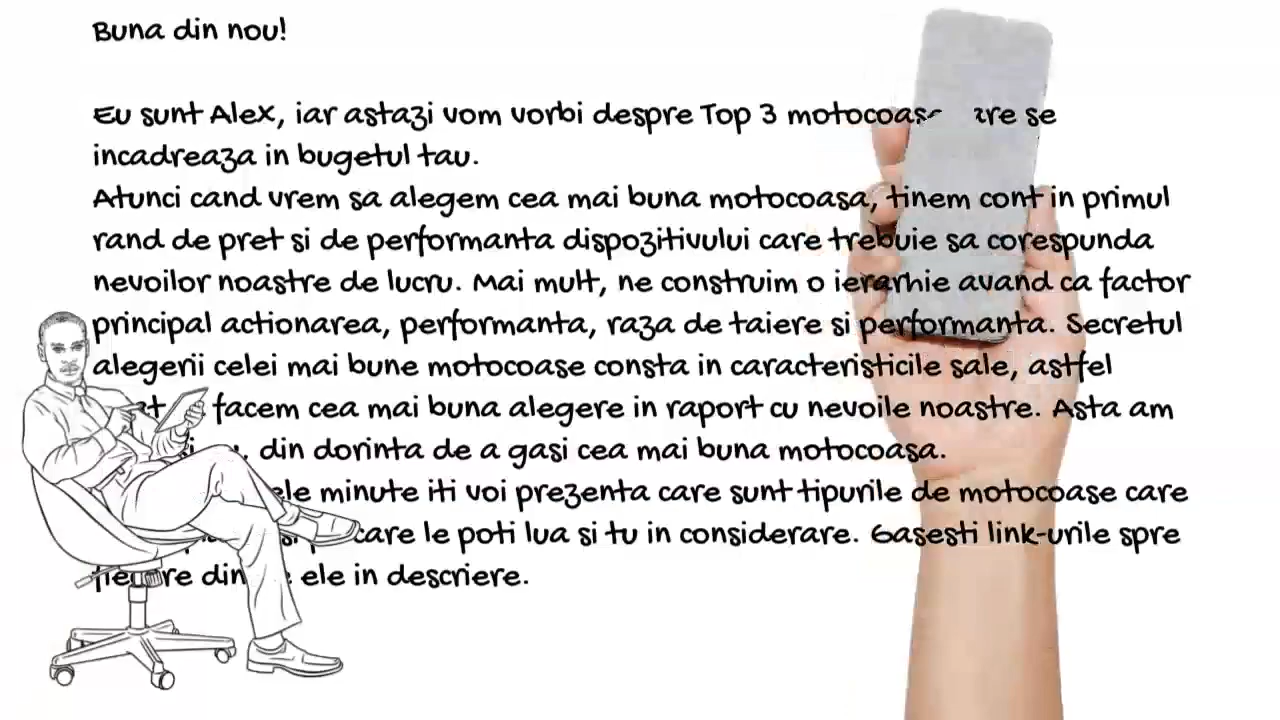 Buna din nou!
Eu sunt Alex, iar astazi vom vorbi despre Top 3 se
incadreaza in bugetul tau.
Atunci cand vrem sa alegem cea mai buna motocoasa, tinem cont in primul
rand de pret si de performanta dispozitivului care trebuie sa corespunda
nevoilor noastre de lucru. Mai mult, ne construim o ierarhie avand ca factor
principal actionarea, performanta, raza de taiere si performanta. Secretul
alegerii celei mai bune motocoase consta in caracteristicile sale, astfel
facem cea mai buna alegere in raport cu nevoile noastre. Asta am
din dorinta de a gasi cea mai buna motocoasa.
minute iti voi prezenta care sunt tipurile de motocoase care
care le poti lua si tu in considerare. Gasesti link-urile spre
ele in descriere.